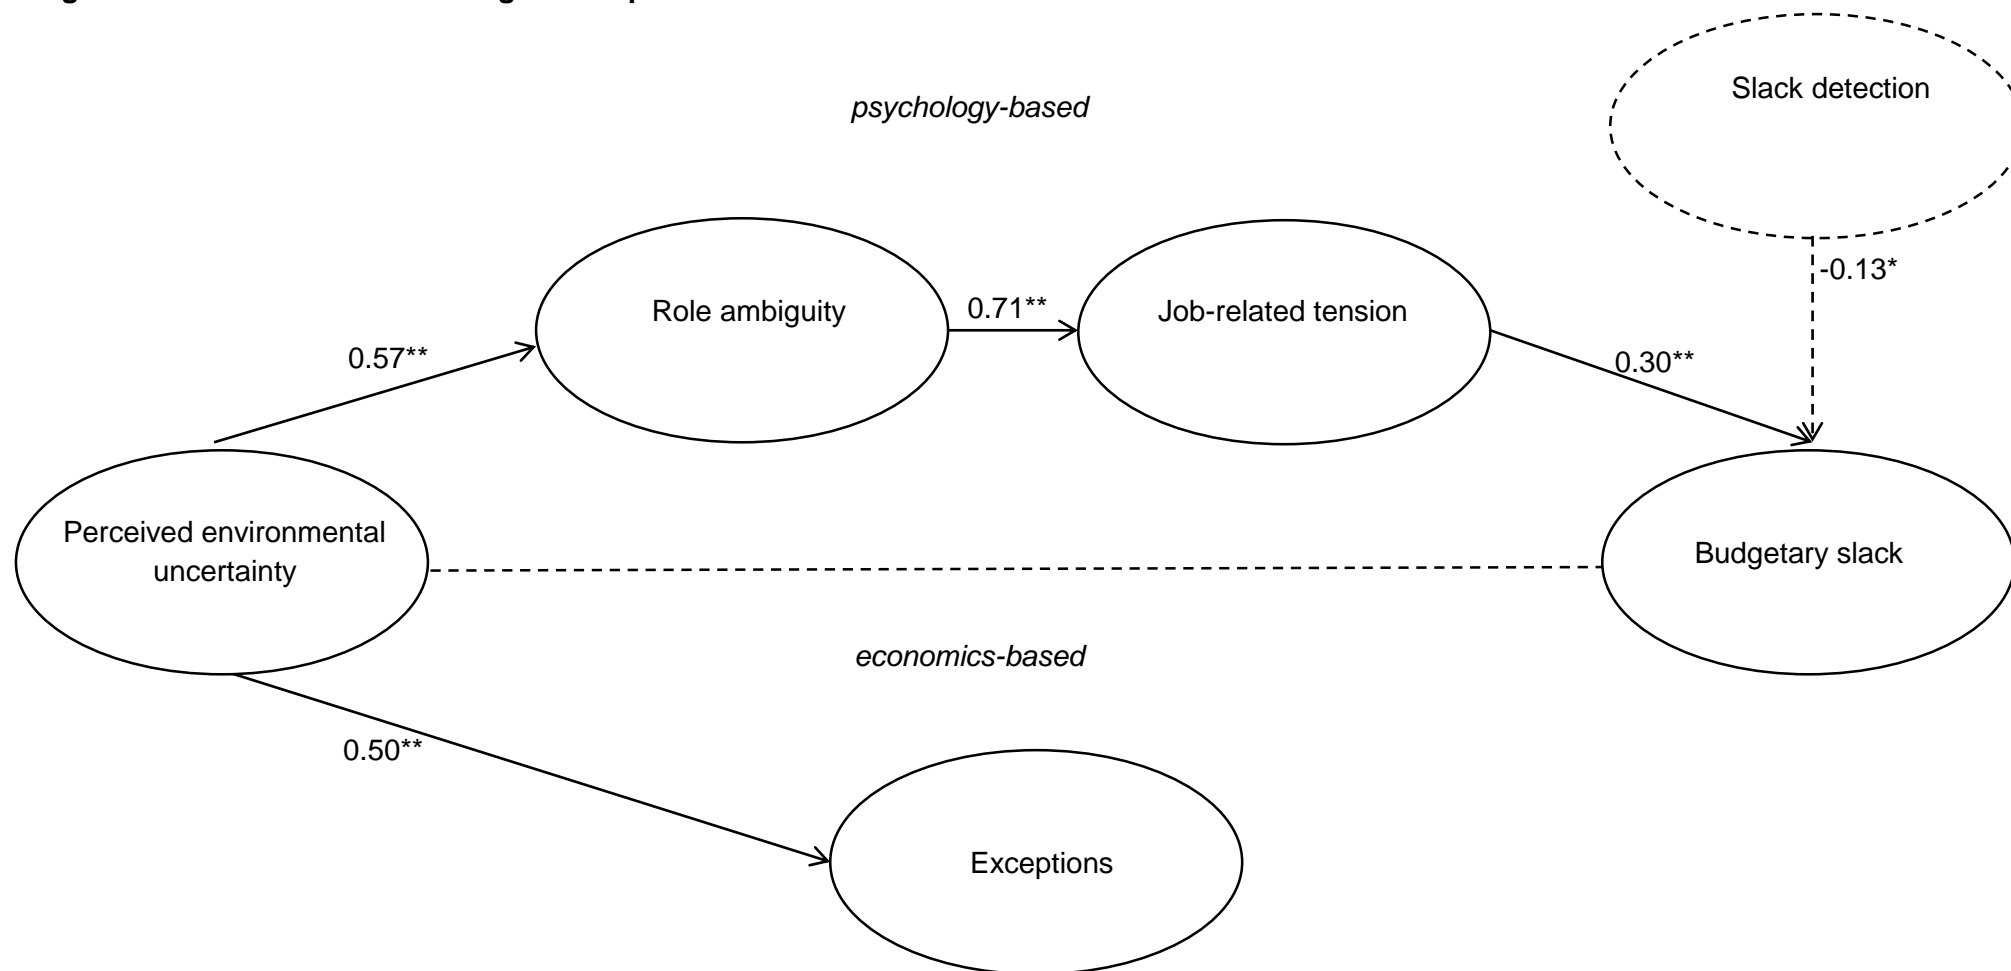 Slack detection
psychology-based
-0.13*
Role ambiguity
0.71**
Job-related tension
0.57**
0.30**
Perceived environmental
uncertainty
Budgetary slack
economics-based
0.50**
Exceptions